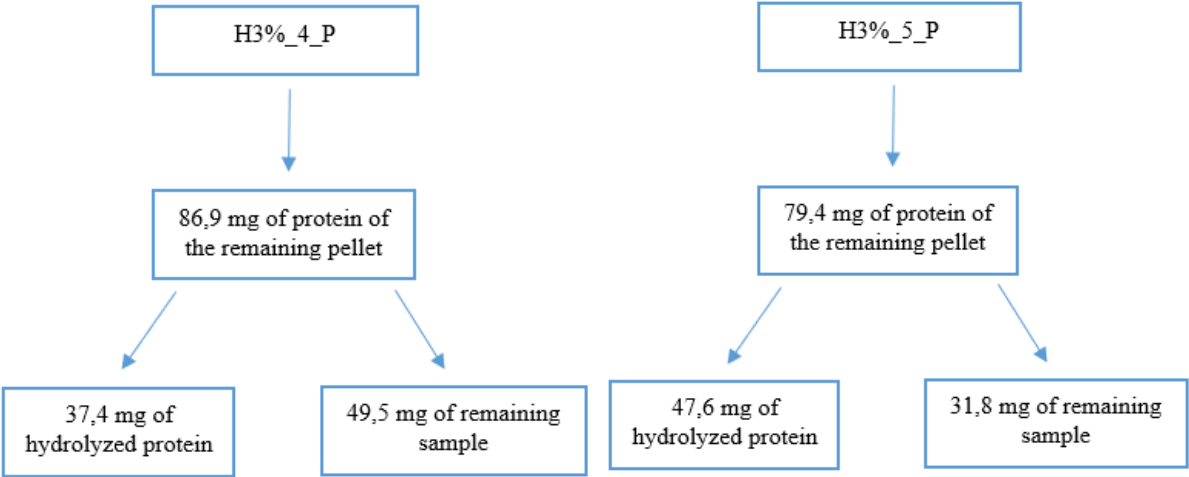 H3%_4_P
H3%_5_P
86,9 mg of protein of
the remaining pellet
79,4 mg of protein of
the remaining pellet
37,4 mg of
hydrolyzed protein
49,5 mg of remaining
sample
47,6 mg of
hydrolyzed protein
31,8 mg of remaining
sample